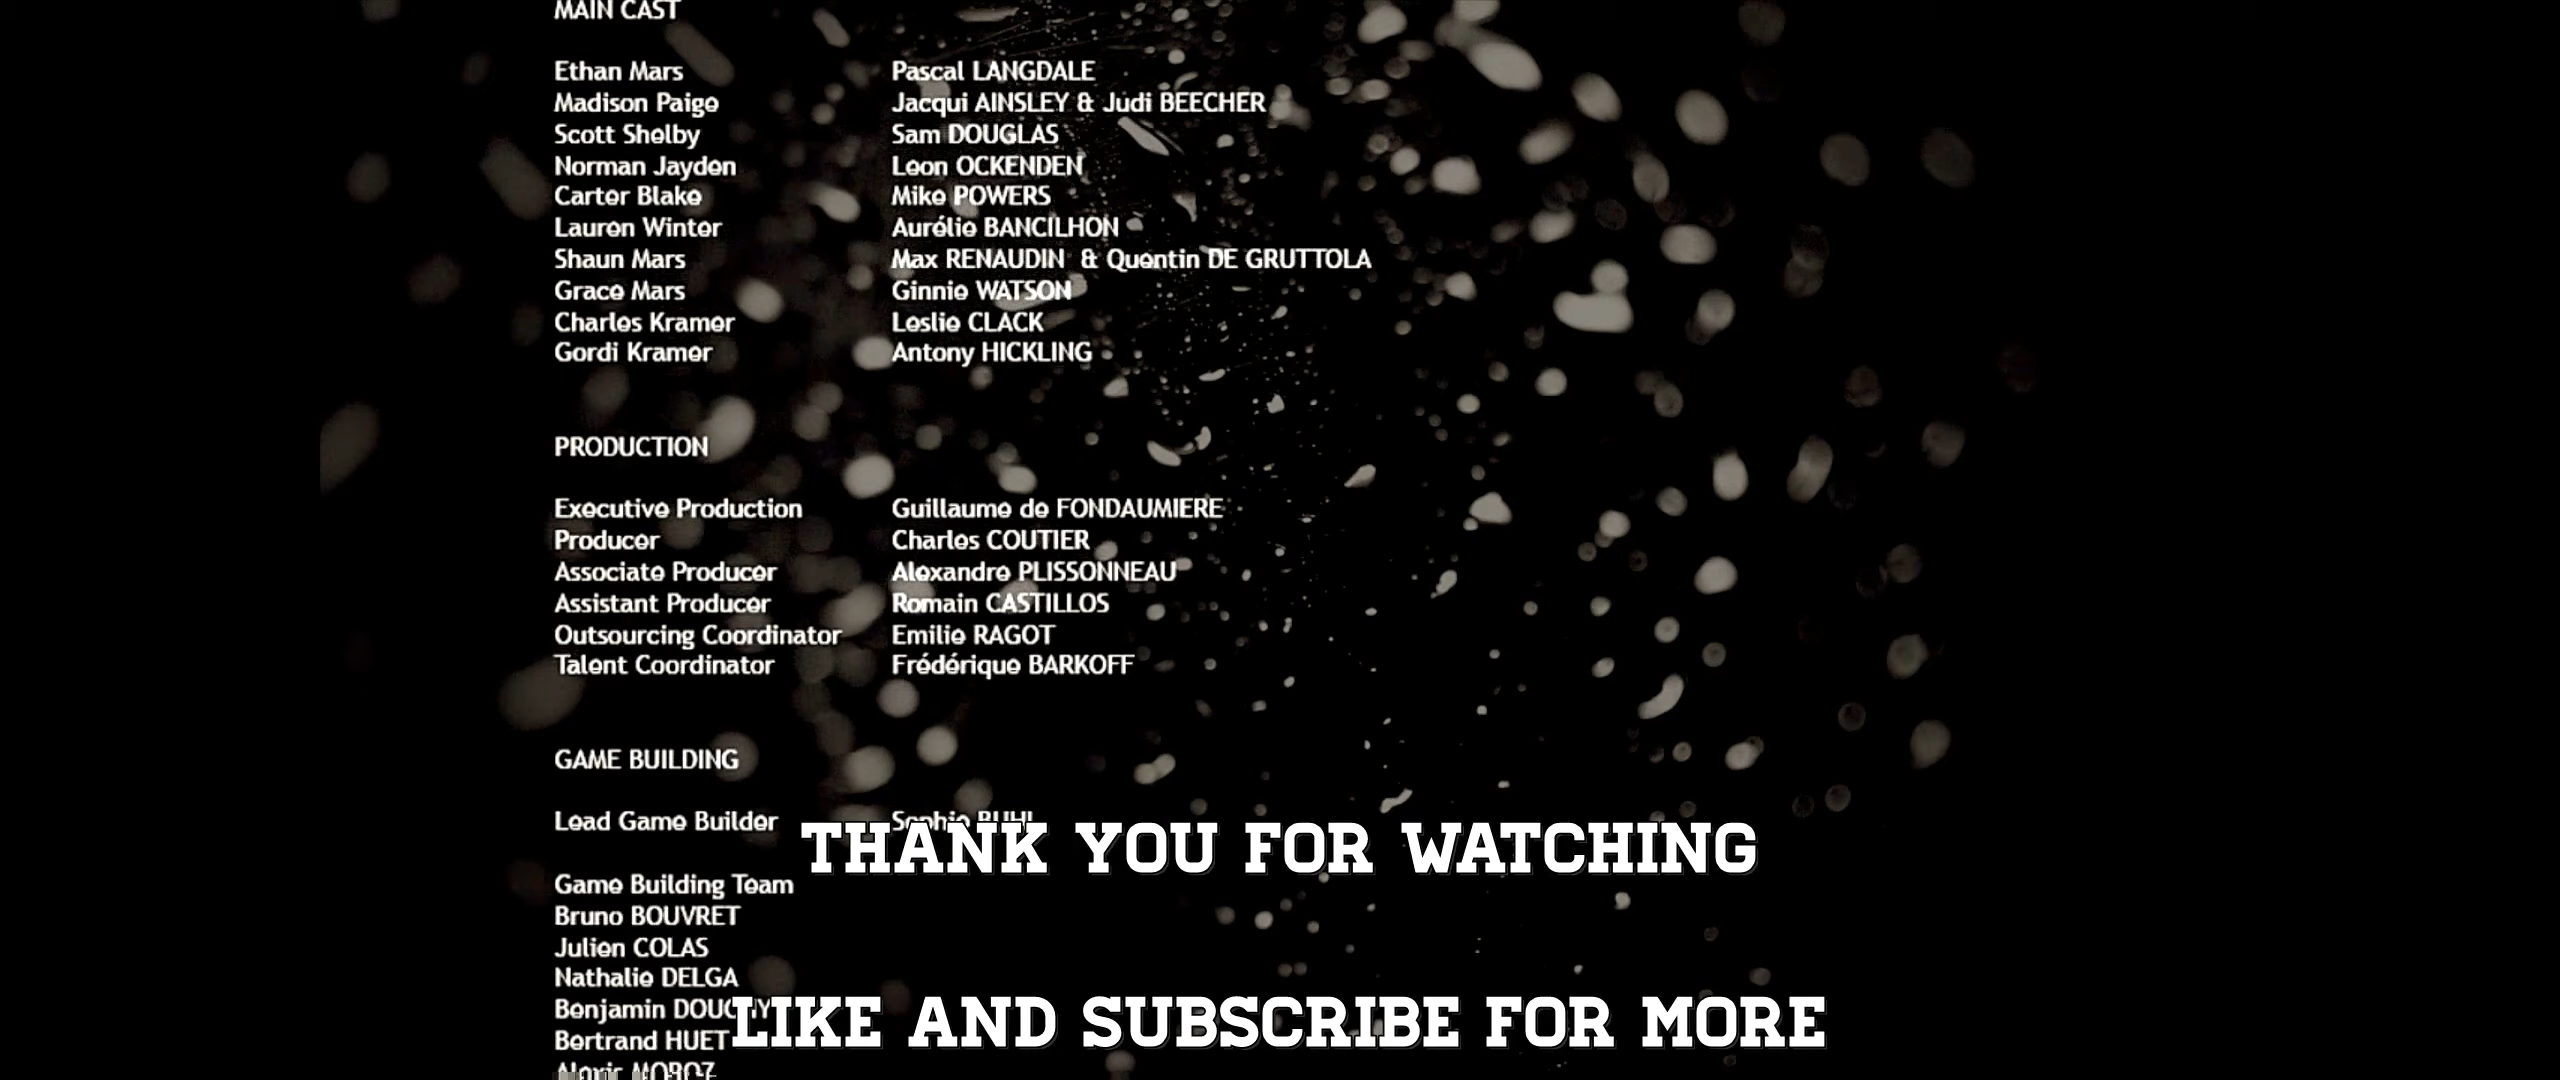 MAIN CAST
Ethan Mars Pascal LANGDALE
Madison Paige Jacqui AINSLEY & Judi BEECHER
Scott Shelby Sam DOUGLAS
Norman Jayden Leon OCKENDEN
Carter Blake Mike POWERS
Lauren Winter Aurélie BANCILHON
Shaun Mars Max RENAUDIN & Quentin DE GRUTTOLA
Grace Mars Ginnie WATSON
Charles Kramer Leslie CLACK
Gordi Kramer Antony HICKLING
PRODUCTION
Executive Production Guillaume de FONDAUMIERE
Producer Charles COUTIER
Associate Producer Alexandre PLISSONNEAU
Assistant Producer Romain CASTILLOS
Outsourcing Coordinator Emilie RAGOT
Talent Coordinator Frédérique BARKOFF
GAME BUILDING
Lead Game Builder Sophie BUHL
THANK YOU FOR WATCHING
Game Building Team
Bruno BOUVRET
Julien COLAS
Nathalie DELGA
Benjamin
LIKE AND SUBSCRIBE FOR MORE
Bertrand HUET
Alexis MOROZ